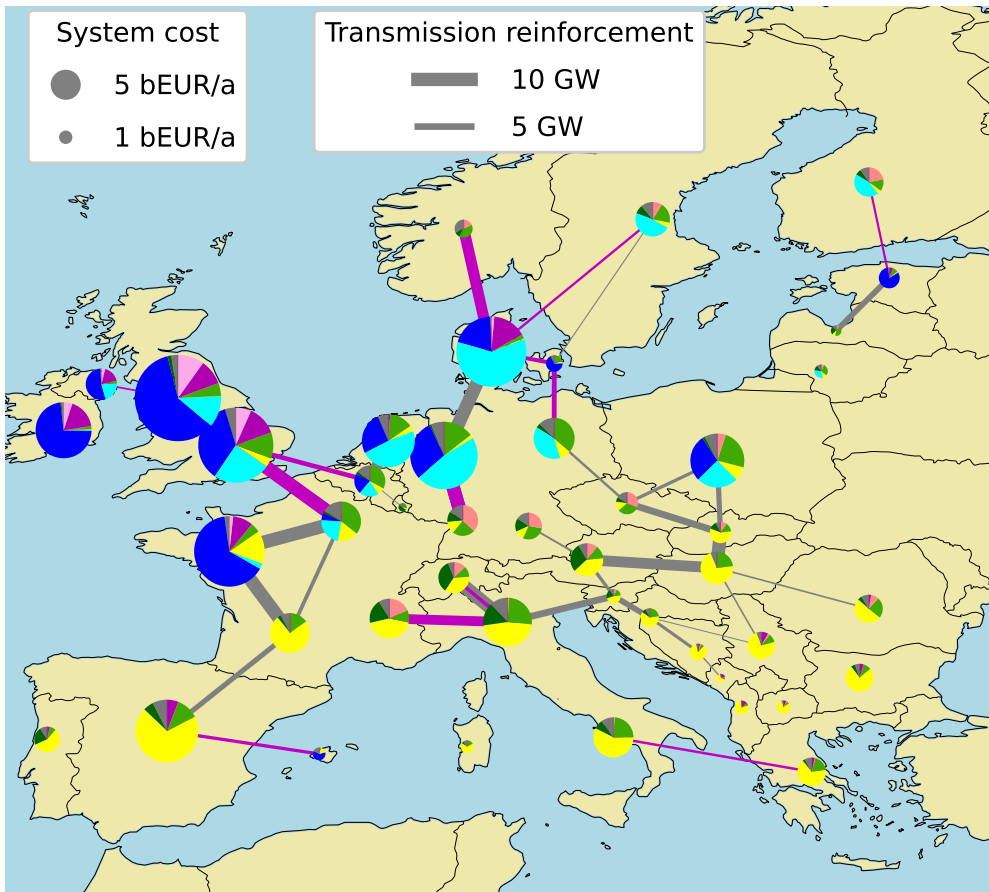 System cost
5 bEUR/a
1 bEUR/a
Transmission reinforcement
10 GW
5 GW